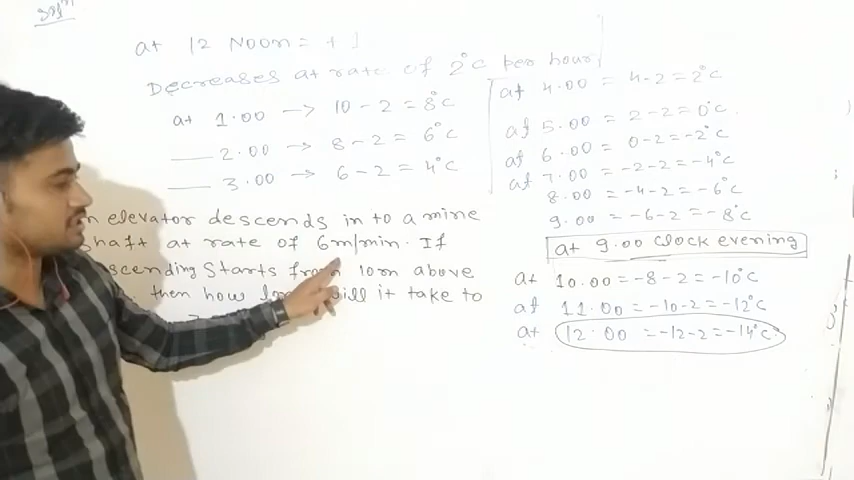 Solⁿ
at 12 Noon = + 1
Decreases at rate of 2°C per hour
at 1.00 → 10 - 2 = 8°C
2.00 → 8 - 2 = 6°C
3.00 → 6 - 2 = 4°C
elevator descends in to a mine
shaft at rate of 6m/min. If
scending starts from 10m above
then how will it take to
at 4.00 = 4-2 = 2°C
at 5.00 = 2-2 = 0°C
at 6.00 = 0-2 = -2°C
at 7.00 = -2-2 = -4°C
8.00 = -4-2 = -6°C
9.00 = -6-2 = -8°C
at 9.00 clock evening
at 10.00 = -8-2 = -10°C
at 11.00 = -10-2 = -12°C
at 12.00 = -12-2 = -14°C